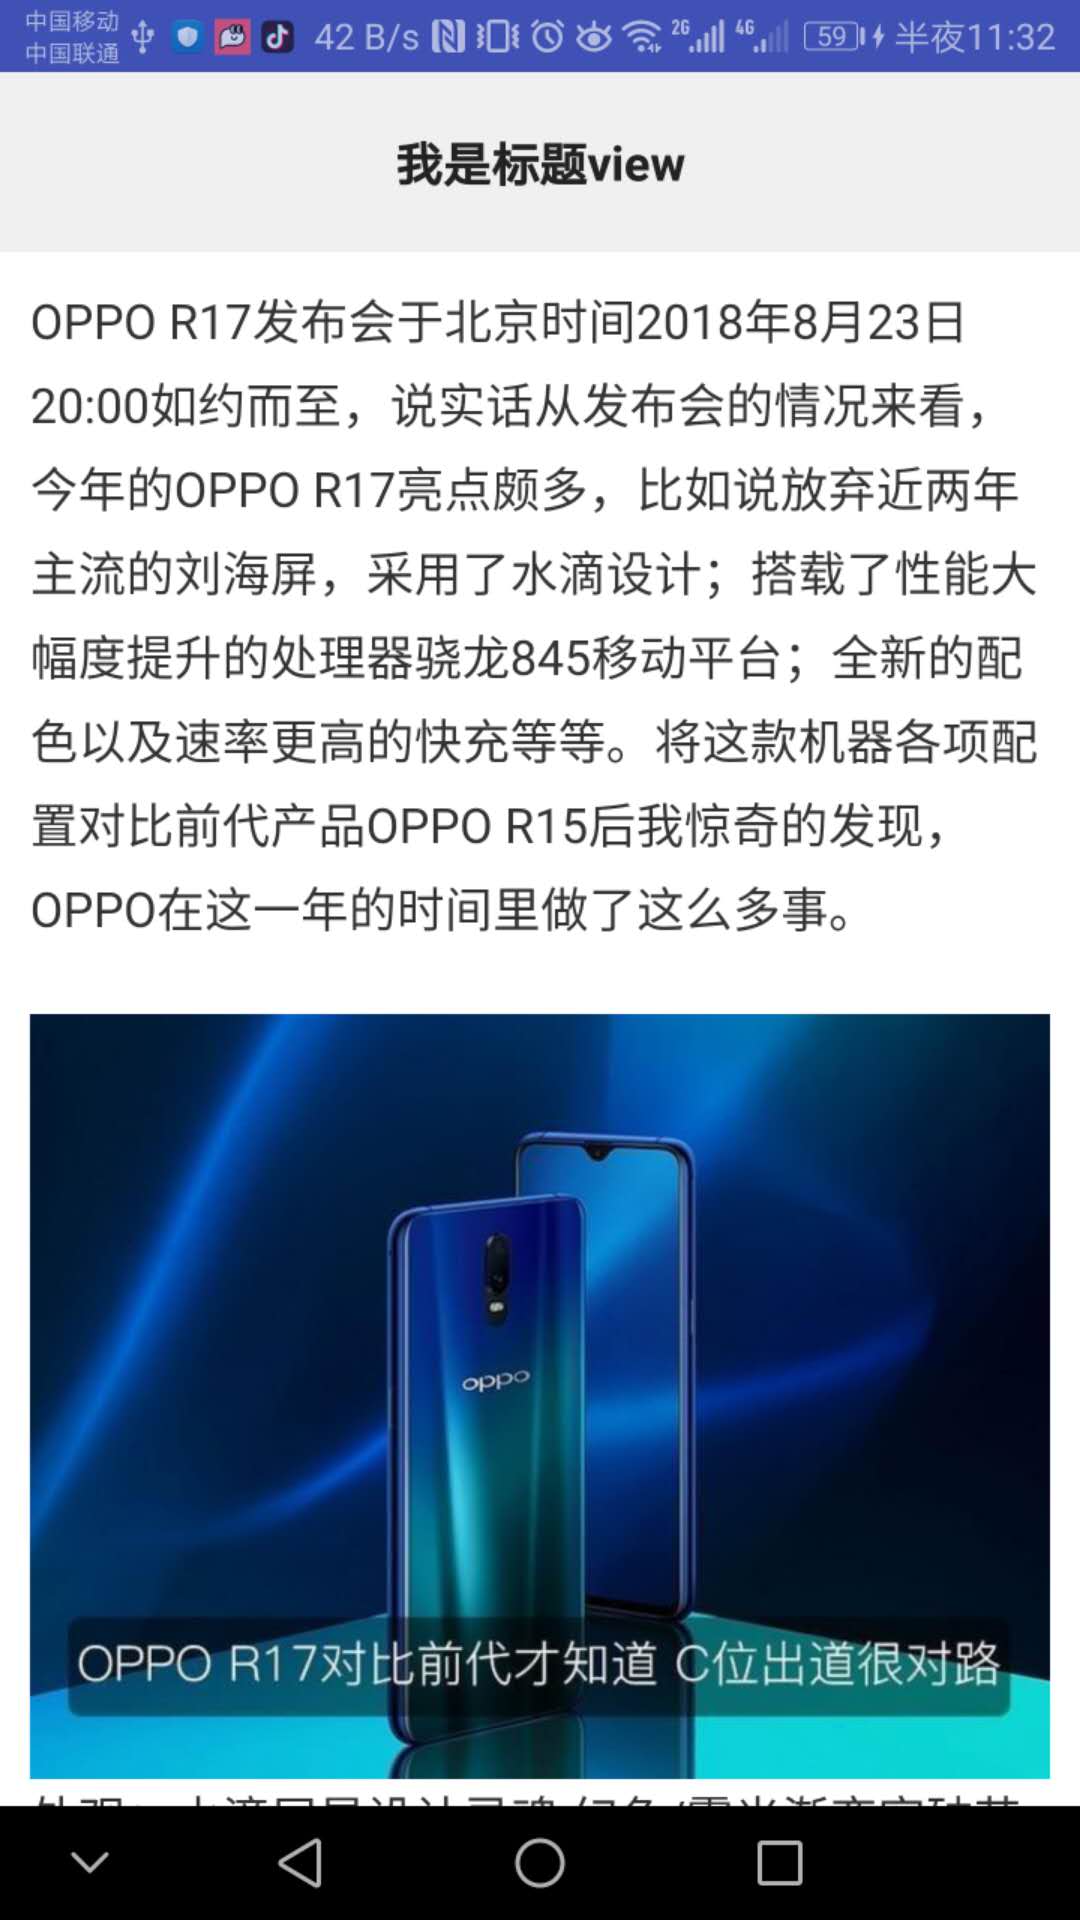 中国移动
中国联通
42 B/s 2G 4G 59 半夜11:32
我是标题view
OPPO R17发布会于北京时间2018年8月23日
20:00如约而至，说实话从发布会的情况来看，
今年的OPPO R17亮点颇多，比如说放弃近两年
主流的刘海屏，采用了水滴设计；搭载了性能大
幅度提升的处理器骁龙845移动平台；全新的配
色以及速率更高的快充等等。将这款机器各项配
置对比前代产品OPPO R15后我惊奇的发现，
OPPO在这一年的时间里做了这么多事。
oppo
OPPO R17对比前代才知道 C位出道很对路